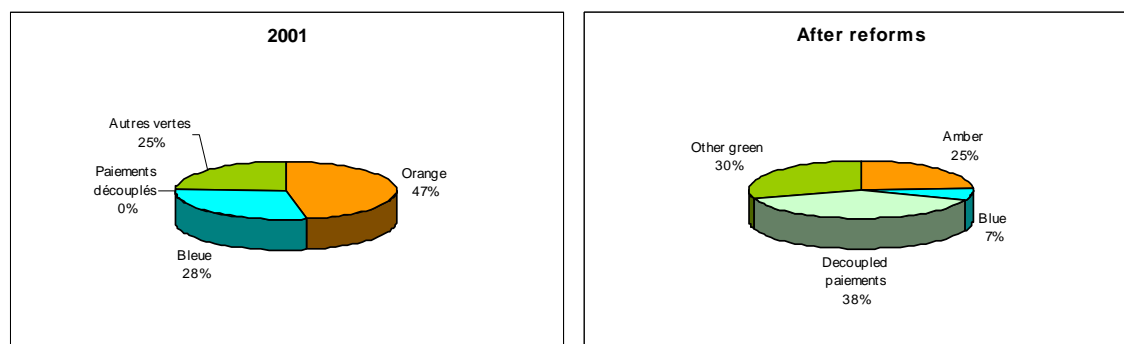 2001
Autres vertes
25%
Paiements
découplés
0%
Orange
47%
Bleue
28%
After reforms
Other green
30%
Amber
25%
Blue
7%
Decoupled
paiements
38%